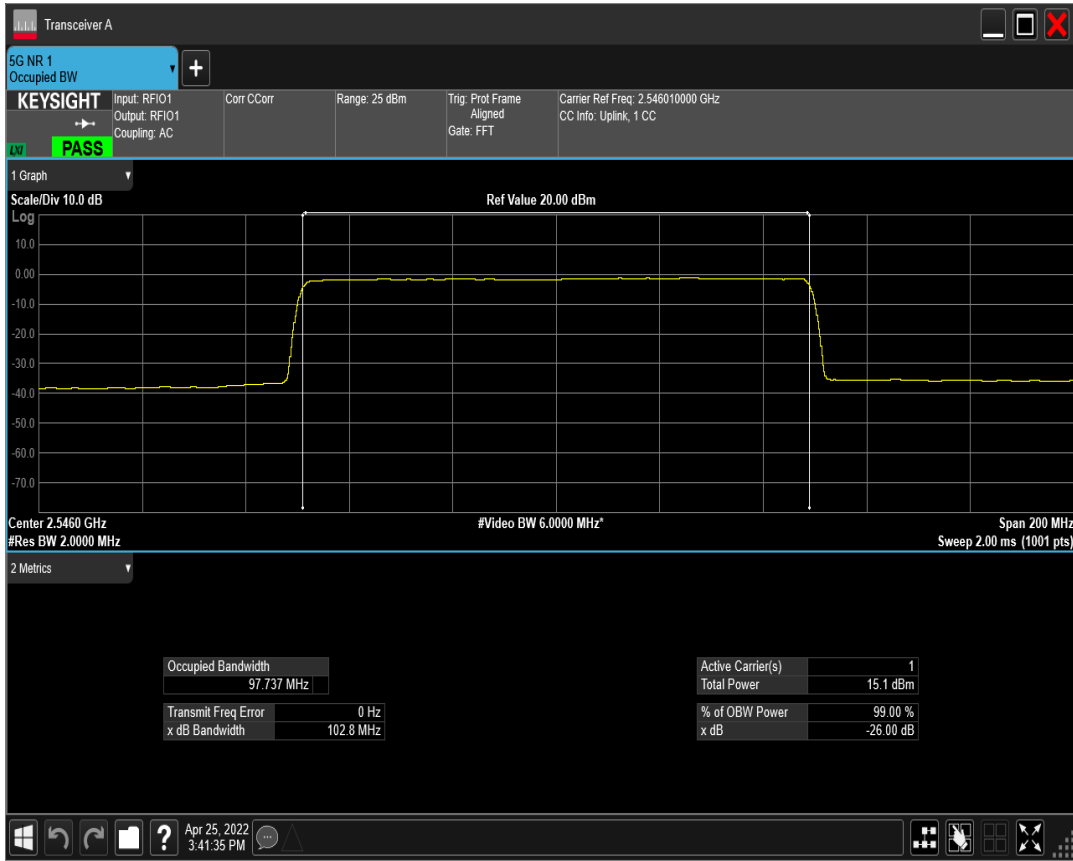 Transceiver A
5G NR 1
Occupied BW
+
KEYSIGHT
LXI
PASS
Input: RFIO1
Output: RFIO1
Coupling: AC
Corr CCorr
Range: 25 dBm
Trig: Prot Frame
Aligned
Gate: FFT
Carrier Ref Freq: 2.546010000 GHz
CC Info: Uplink, 1 CC
1 Graph
Scale/Div 10.0 dB
Ref Value 20.00 dBm
Log
10.0
0.00
-10.0
-20.0
-30.0
-40.0
-50.0
-60.0
-70.0
Center 2.5460 GHz
#Video BW 6.0000 MHz*
Span 200 MHz
#Res BW 2.0000 MHz
Sweep 2.00 ms (1001 pts)
2 Metrics
Occupied Bandwidth
97.737 MHz
Transmit Freq Error 0 Hz
x dB Bandwidth 102.8 MHz
Active Carrier(s) 1
Total Power 15.1 dBm
% of OBW Power 99.00 %
x dB -26.00 dB
?
Apr 25, 2022
3:41:35 PM